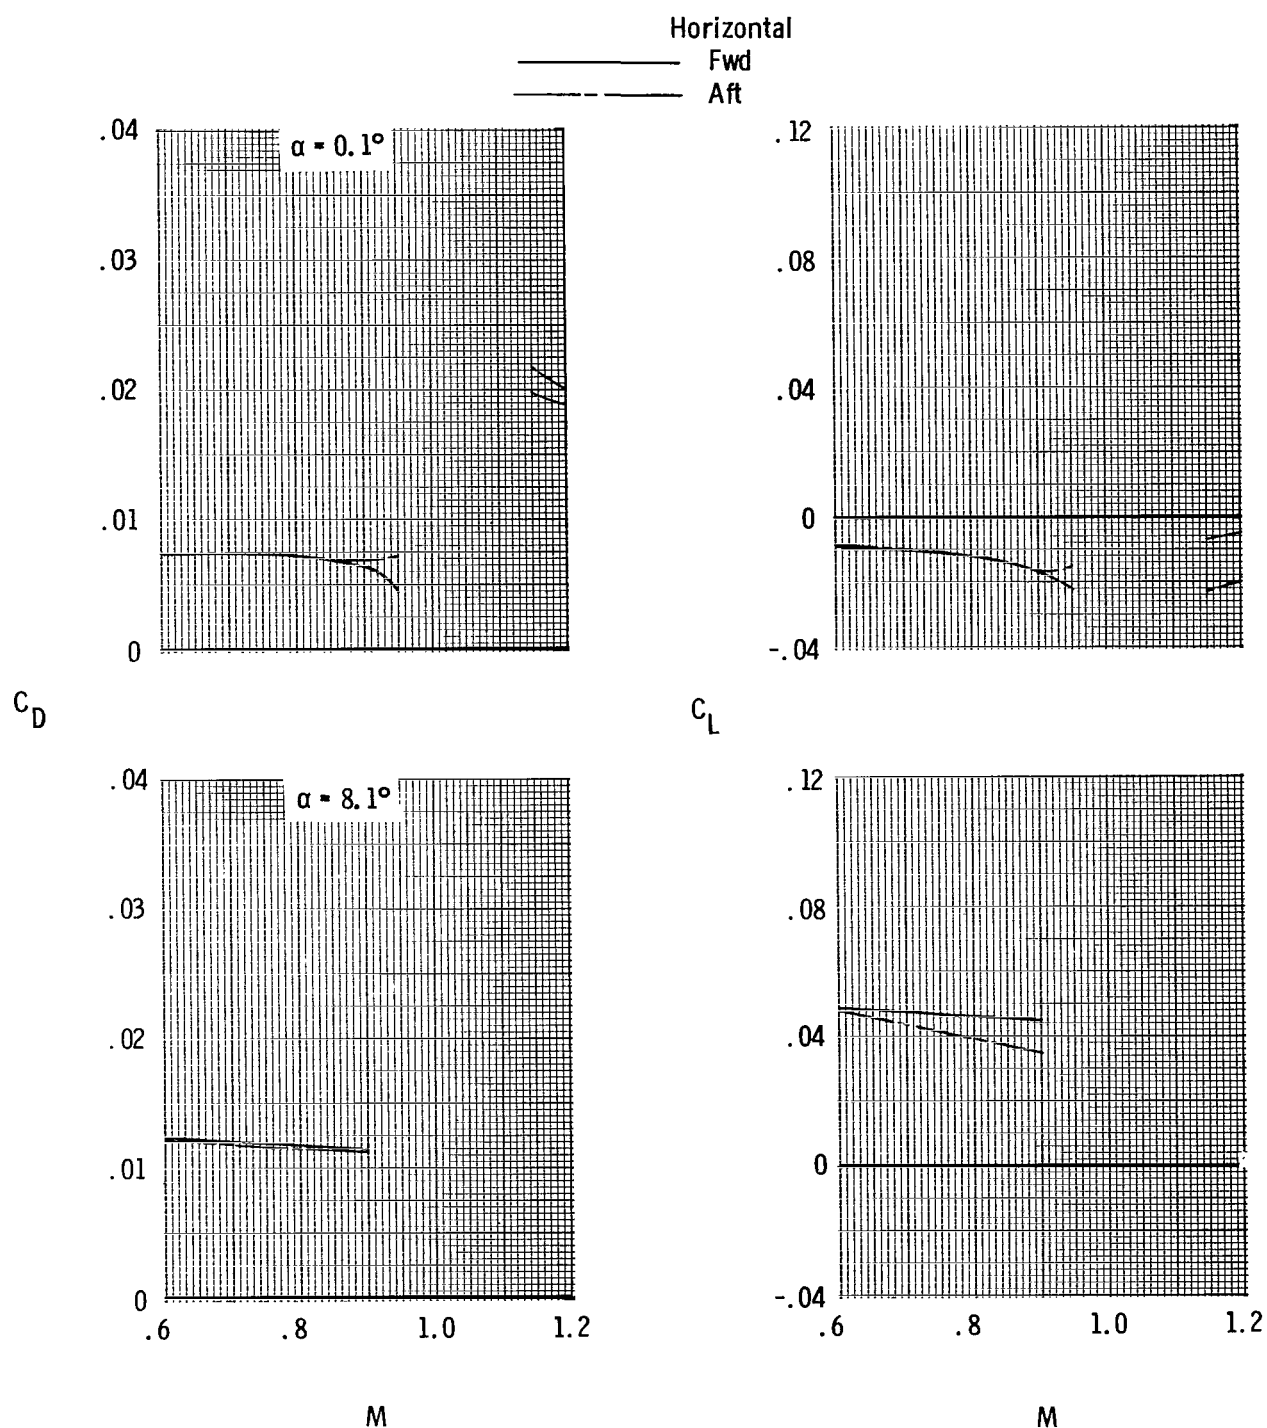 Horizontal
Fwd
Aft
α = 0.1°
.04
.03
.02
.01
0
C_D
.12
.08
.04
0
-.04
C_L
α = 8.1°
.04
.03
.02
.01
0
.6 .8 1.0 1.2
M
.12
.08
.04
0
-.04
.6 .8 1.0 1.2
M